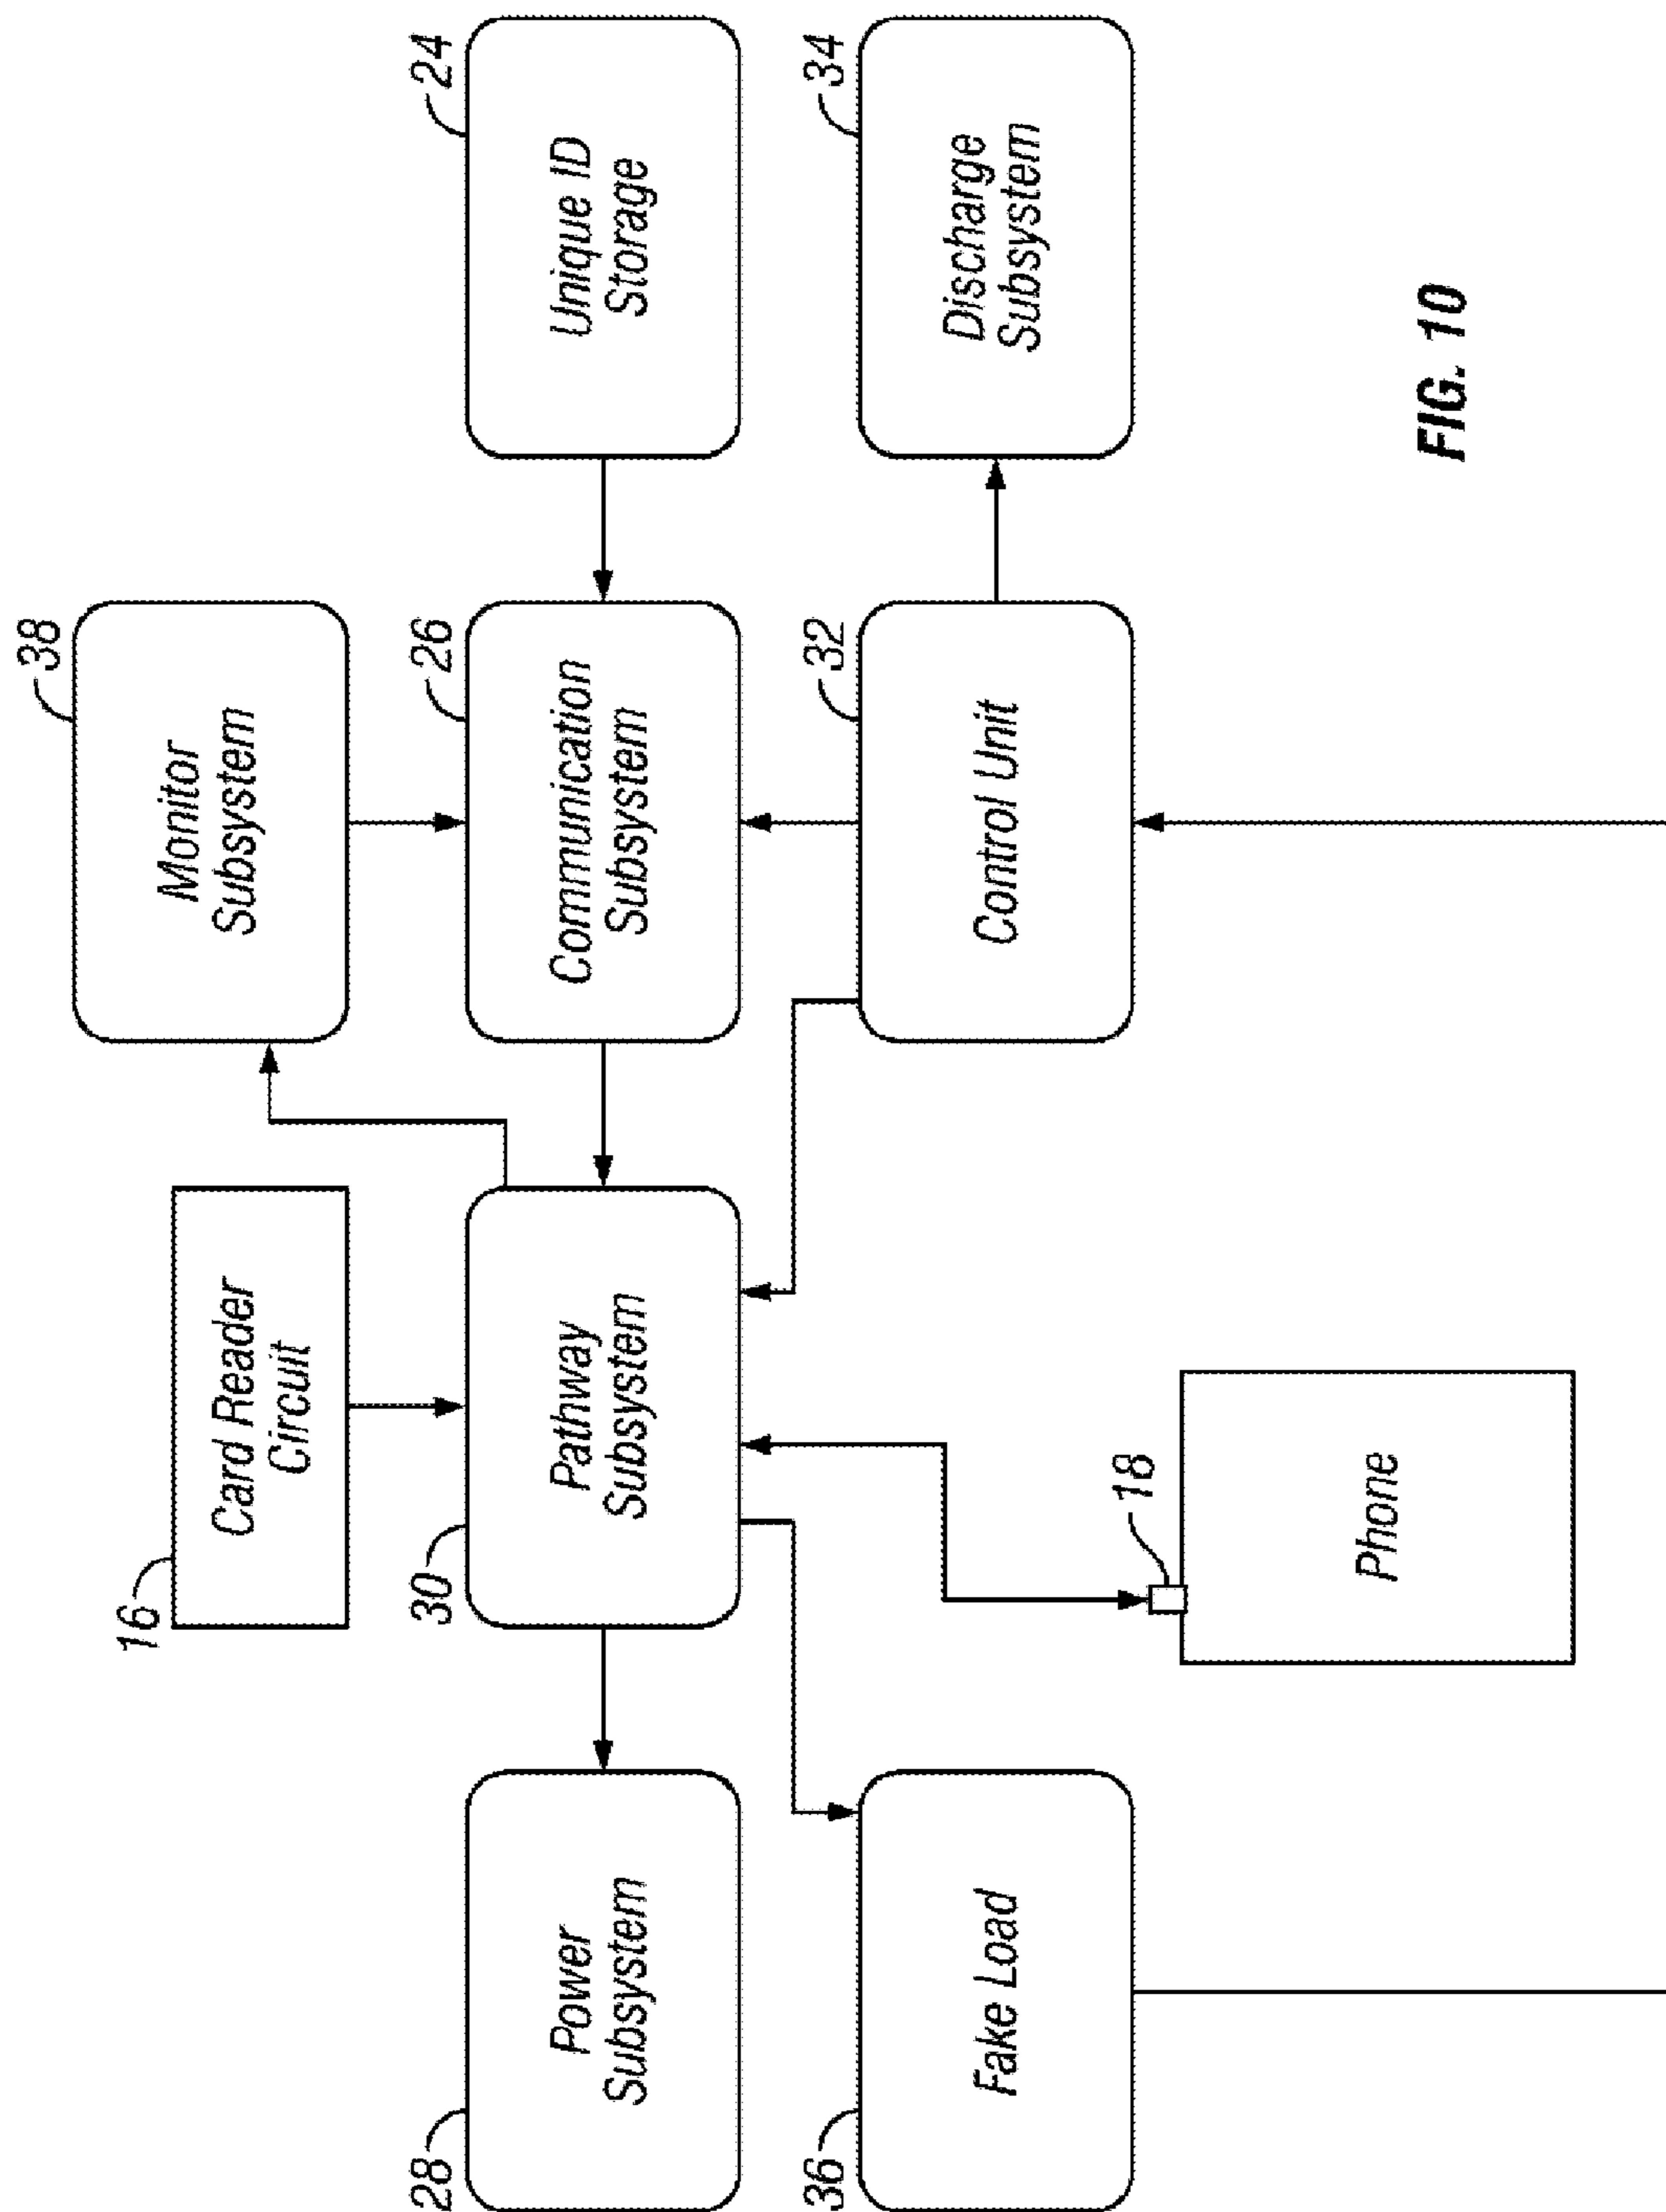 16
Card Reader
Circuit
38
Monitor
Subsystem
28
Power
Subsystem
30
Pathway
Subsystem
26
Communication
Subsystem
24
Unique ID
Storage
36
Fake Load
32
Control Unit
34
Discharge
Subsystem
18
Phone
FIG. 10